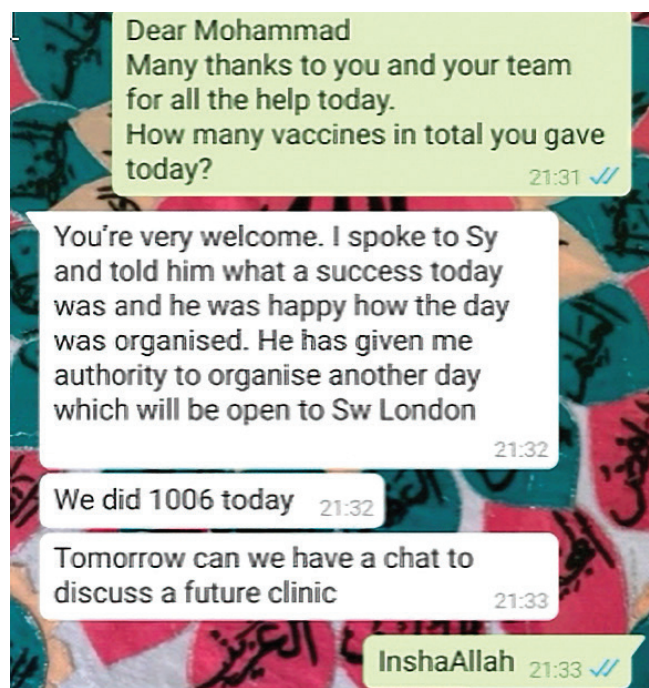 Dear Mohammad
Many thanks to you and your team
for all the help today.
How many vaccines in total you gave
today?
21:31
You're very welcome. I spoke to Sy
and told him what a success today
was and he was happy how the day
was organised. He has given me
authority to organise another day
which will be open to Sw London
21:32
We did 1006 today 21:32
Tomorrow can we have a chat to
discuss a future clinic
21:33
InshaAllah 21:33